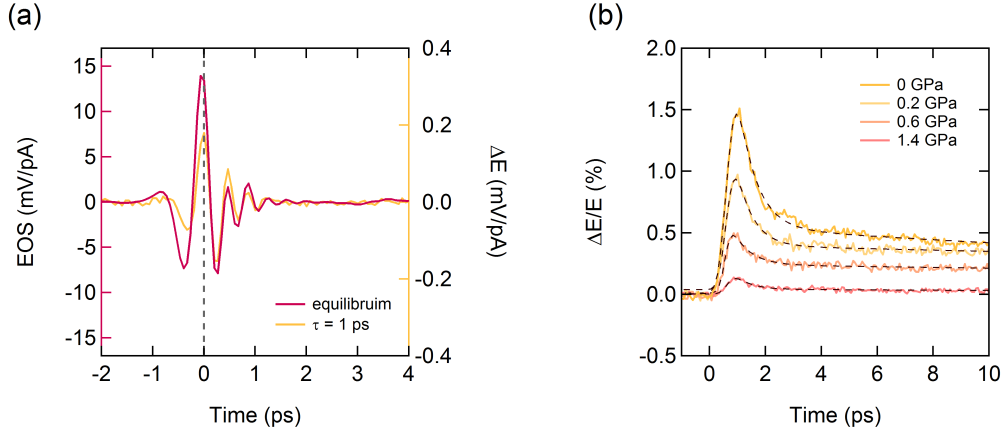 (a)
EOS (mV/pA)
15
10
5
0
-5
-10
-15
0.4
0.2
0.0
-0.2
-0.4
ΔE (mV/pA)
equilibruim
τ = 1 ps
-2
-1
0
1
2
3
4
Time (ps)
(b)
ΔE/E (%)
2.0
1.5
1.0
0.5
0.0
-0.5
0 GPa
0.2 GPa
0.6 GPa
1.4 GPa
0
2
4
6
8
10
Time (ps)